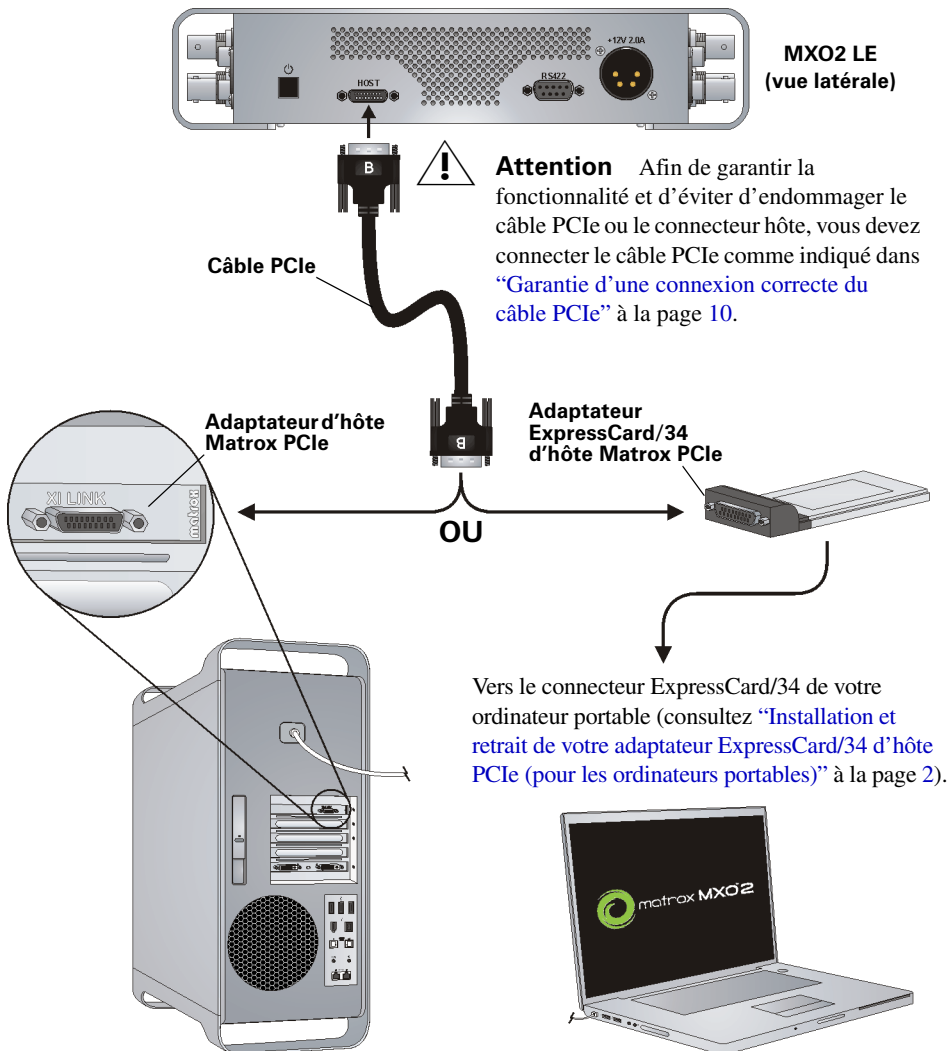 +12V 2.0A
HOST
RS422
MXO2 LE
(vue latérale)
B
Attention Afin de garantir la
fonctionnalité et d'éviter d'endommager le
câble PCIe ou le connecteur hôte, vous devez
connecter le câble PCIe comme indiqué dans
“Garantie d'une connexion correcte du
câble PCIe” à la page 10.
Câble PCIe
B
Adaptateur d'hôte
Matrox PCIe
Adaptateur
ExpressCard/34
d'hôte Matrox PCIe
XI LINK
matrox
OU
Vers le connecteur ExpressCard/34 de votre
ordinateur portable (consultez “Installation et
retrait de votre adaptateur ExpressCard/34 d'hôte
PCIe (pour les ordinateurs portables)” à la page 2).
matrox MXO2